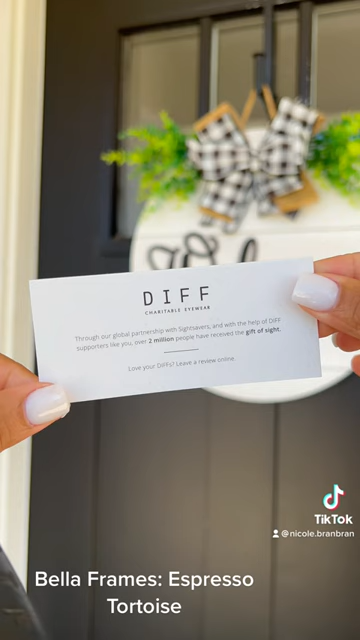 DIFF
CHARITABLE EYEWEAR
Through our global partnership with Sightsavers, and with the help of DIFF
supporters like you, over 2 million people have received the gift of sight.
Love your DIFFs? Leave a review online.
TikTok
@nicole.branbran
Bella Frames: Espresso
Tortoise